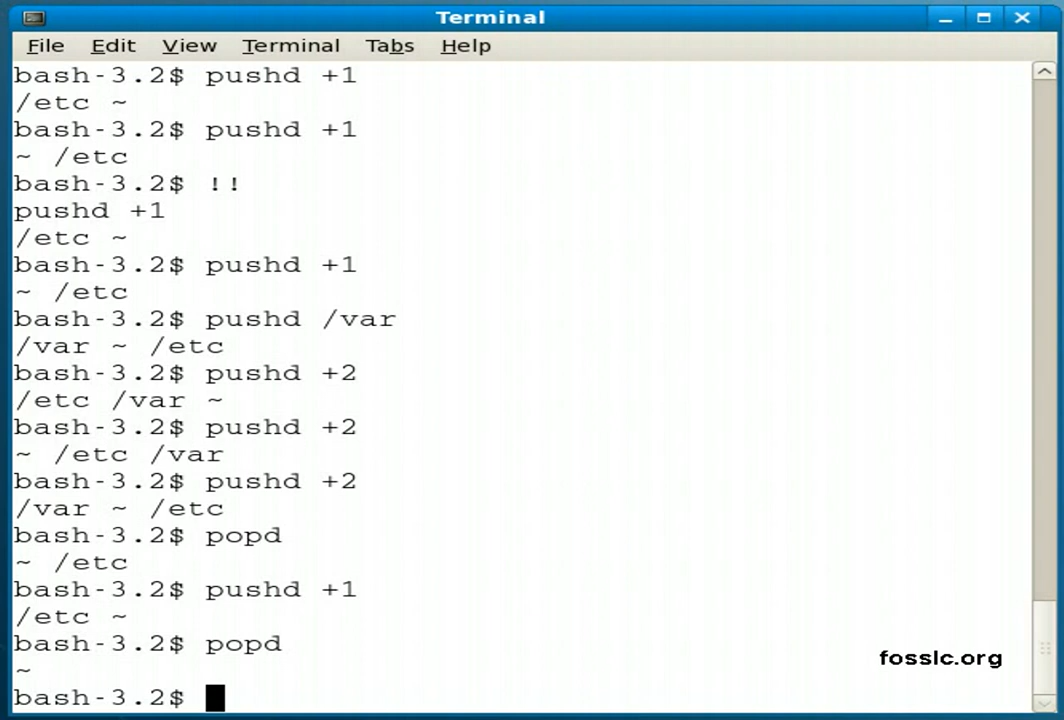 Terminal
File Edit View Terminal Tabs Help
bash-3.2$ pushd +1
/etc ~
bash-3.2$ pushd +1
~ /etc
bash-3.2$ !!
pushd +1
/etc ~
bash-3.2$ pushd +1
~ /etc
bash-3.2$ pushd /var
/var ~ /etc
bash-3.2$ pushd +2
/etc /var ~
bash-3.2$ pushd +2
~ /etc /var
bash-3.2$ pushd +2
/var ~ /etc
bash-3.2$ popd
~ /etc
bash-3.2$ pushd +1
/etc ~
bash-3.2$ popd
~
bash-3.2$
fosslc.org